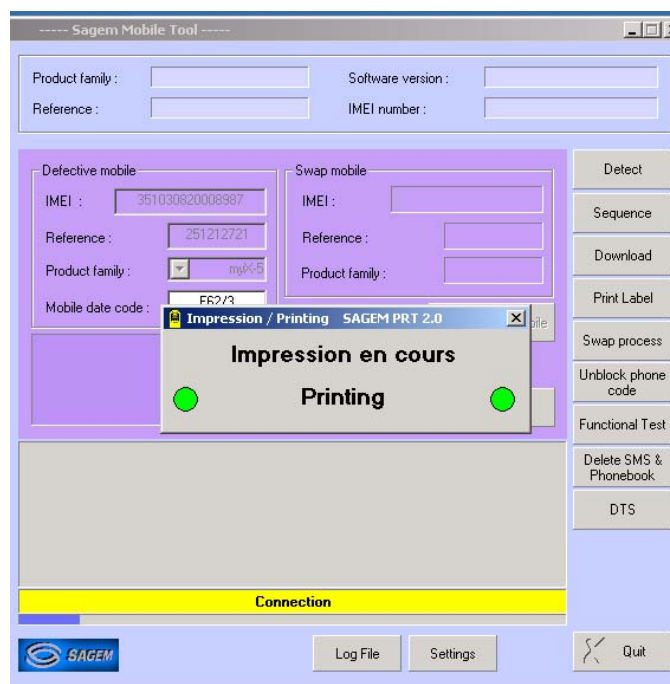 ----- Sagem Mobile Tool -----
Product family :
Software version :
Reference :
IMEI number :
Defective mobile
Swap mobile
Detect
IMEI :
351030820008987
IMEI :
Sequence
Reference :
251212721
Reference :
Download
Product family :
myX-5
Product family :
Print Label
Mobile date code :
F62/3
Impression / Printing SAGEM PRT 2.0
Impression en cours
Printing
Swap process
Unblock phone
code
Functional Test
Delete SMS &
Phonebook
DTS
Connection
SAGEM
Log File
Settings
Quit